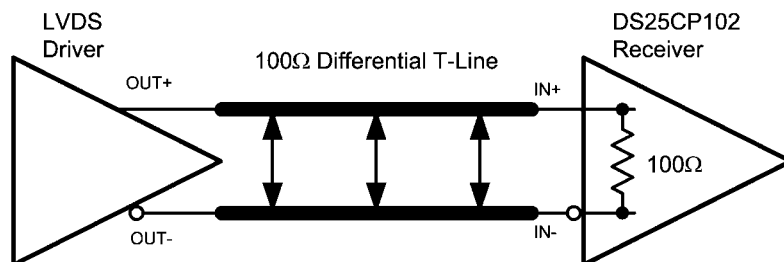 LVDS
Driver
DS25CP102
Receiver
100Ω Differential T-Line
OUT+
IN+
100Ω
OUT-
IN-